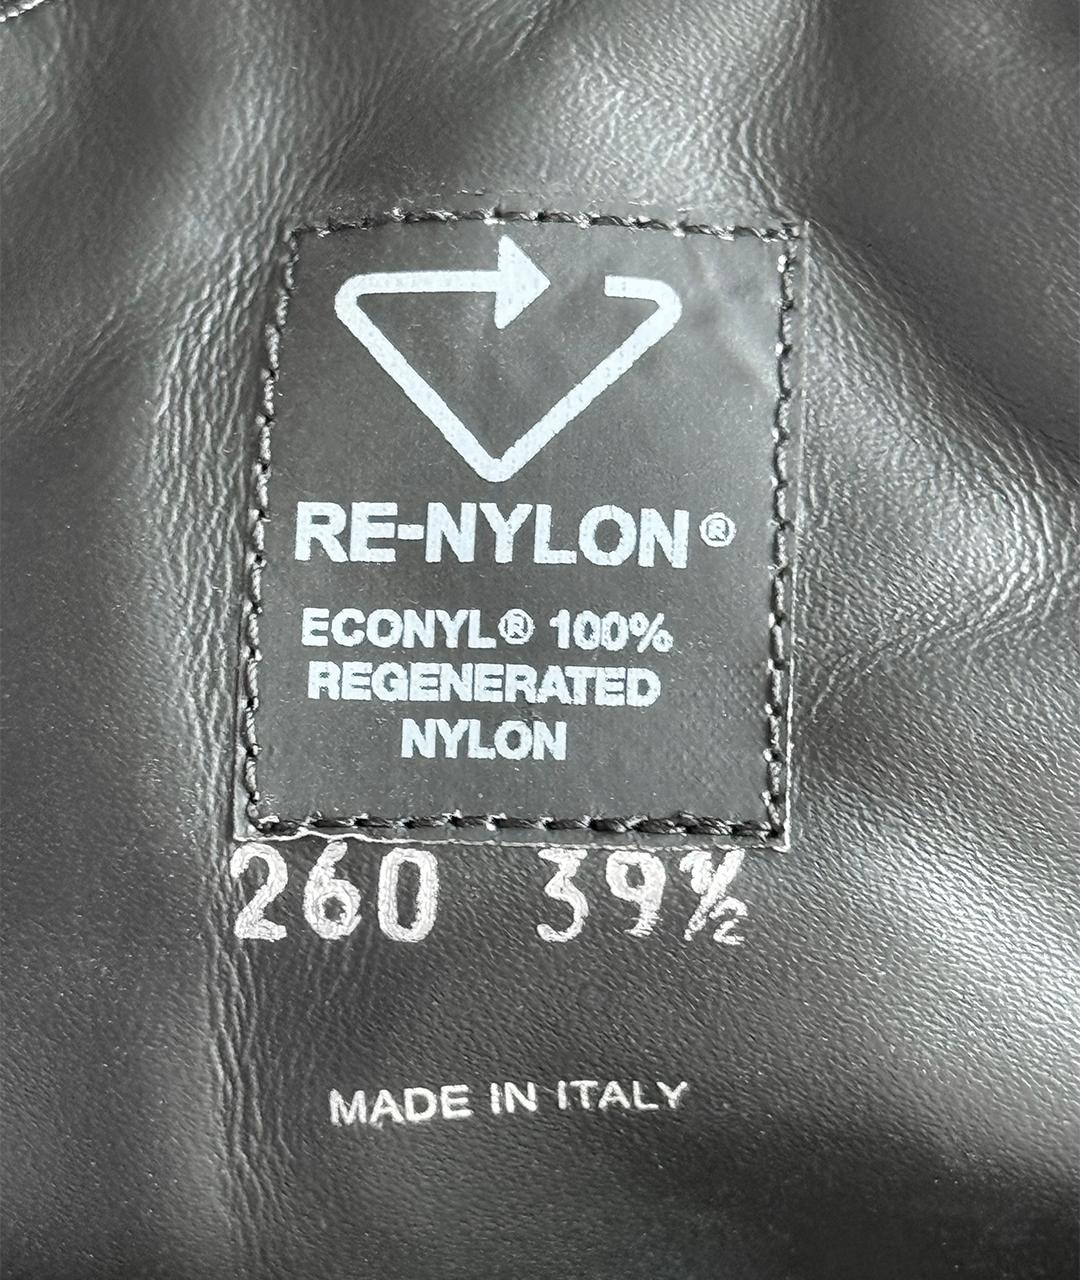 RE-NYLON®
ECONYL® 100%
REGENERATED
NYLON
260 39½
MADE IN ITALY